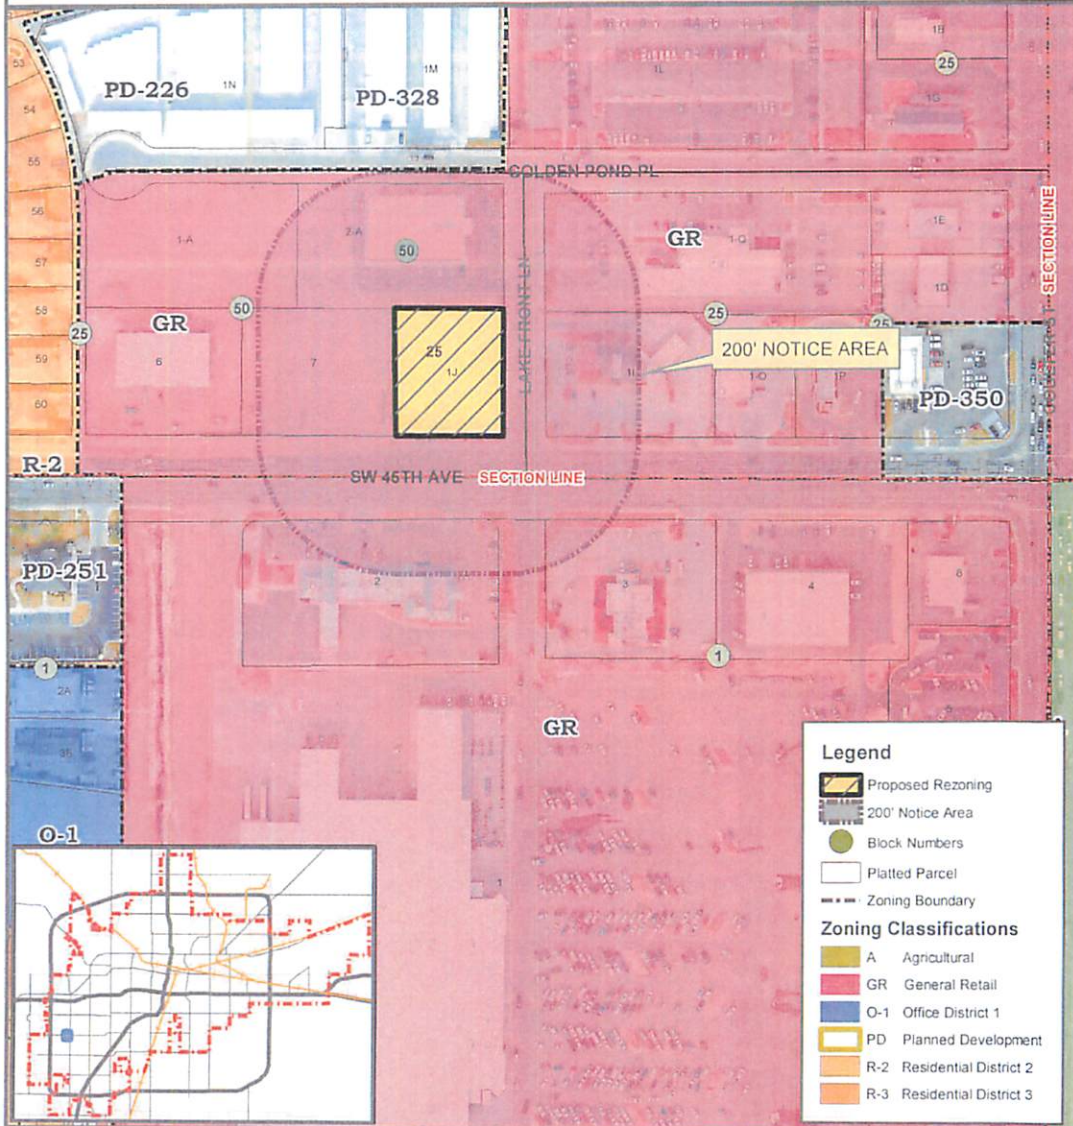 53
54
55
56
57
58
59
60
PD-226
1N
1M
PD-328
1L
1B
25
1G
GOLDEN POND PL
SECTION LINE
1-A
2-A
50
GR
1-Q
1E
1D
LAKE FRONT LN
50
25
25
25
GR
6
7
25
1J
1I
200' NOTICE AREA
1-O
1P
PD-350
R-2
SW 45TH AVE SECTION LINE
PD-251
1
2
3
4
1
2A
3B
O-1
GR
1
Legend
Proposed Rezoning
200' Notice Area
Block Numbers
Platted Parcel
Zoning Boundary
Zoning Classifications
A Agricultural
GR General Retail
O-1 Office District 1
PD Planned Development
R-2 Residential District 2
R-3 Residential District 3